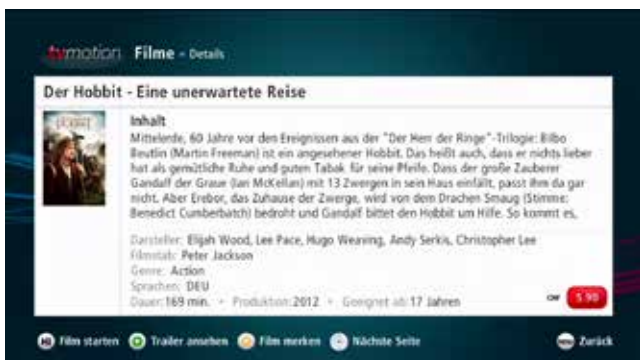 tvmotion Filme - Details
Der Hobbit - Eine unerwartete Reise
Inhalt
Mittelerde, 60 Jahre vor den Ereignissen aus der "Der Herr der Ringe"-Trilogie: Bilbo
Beutlin (Martin Freeman) ist ein angesehener Hobbit. Das heißt auch, dass er nichts lieber
hat als gemütliche Ruhe und guten Tabak für seine Pfeife. Dass der große Zauberer
Gandalf der Graue (Ian McKellan) mit 13 Zwergen in sein Haus einfällt, passt ihm da gar
nicht. Aber Erebor, das Zuhause der Zwerge, wird von dem Drachen Smaug (Stimme:
Benedict Cumberbatch) bedroht und Gandalf bittet den Hobbit um Hilfe. So kommt es,
Darsteller: Elijah Wood, Lee Pace, Hugo Weaving, Andy Serkis, Christopher Lee
Filmstab: Peter Jackson
Genre: Action
Sprachen: DEU
Dauer: 169 min. • Produktion: 2012 • Geeignet ab: 17 Jahren
CHF 5.90
HOBBIT
Film starten Trailer ansehen Film merken Nächste Seite Zurück